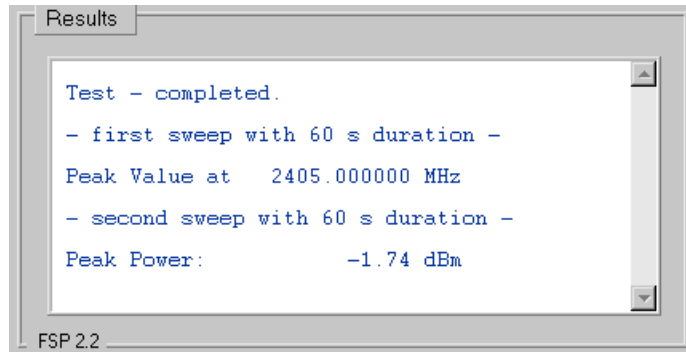 Results
Test - completed.
- first sweep with 60 s duration -
Peak Value at 2405.000000 MHz
- second sweep with 60 s duration -
Peak Power: -1.74 dBm
FSP 2.2